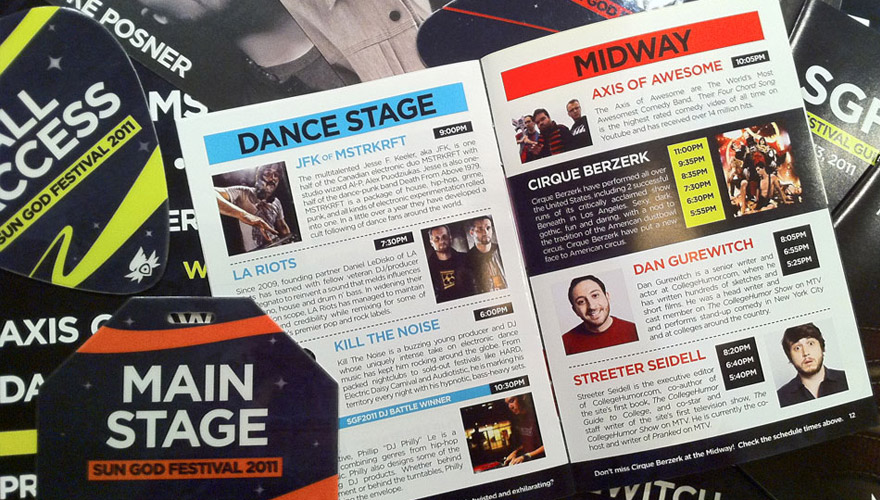 KE POSNER
ALL
ACCESS
SUN GOD FESTIVAL 2011
MS
AXIS
DA
MAIN
STAGE
SUN GOD FESTIVAL 2011
DANCE STAGE
9:00PM
JFK OF MSTRKRFT
The multitalented Jesse F. Keeler, aka JFK, is one
half of the Canadian electronic duo MSTRKRFT with
studio wizard Al-P, Alex Puodziukas. Jesse is also one-
half of the dance-punk band Death From Above 1979.
MSTRKRFT is a package of house, hip-hop, grime,
punk, and all kinds of electronic experimentation rolled
into one. In a little over a year they have developed a
cult following of dance fans around the world.
7:30PM
LA RIOTS
Since 2009, founding partner Daniel LeDisko of LA
has teamed with fellow veteran DJ/producer
to reinvent a sound that melds influences
no, house and drum n' bass. In widening their
on scope, LA Riots has managed to maintain
nd credibility while remixing for some of
's premier pop and rock labels.
6:00PM
KILL THE NOISE
Kill The Noise is a buzzing young producer and DJ
whose uniquely intense take on electronic dance
music has kept him rocking around the globe. From
packed nightclubs to sold-out festivals like HARD,
Electric Daisy Carnival and Audiotistic, he is marking his
territory every night with his hypnotic, bass-heavy sets.
10:30PM
SGF2011 DJ BATTLE WINNER
tive, Phillip "DJ Philly" Le is a
combining genres from hip-hop
Philly also designs some of the
DJ products. Whether behind
ment or behind the turntables, Philly
the envelope.
twisted and exhilarating?
MIDWAY
10:05PM
AXIS OF AWESOME
The Axis of Awesome are The World's Most
Awesomest Comedy Band. Their Four Chord Song
is the highest rated comedy video of all time on
Youtube and has received over 14 million hits.
CIRQUE BERZERK
Cirque Berzerk have performed all over
the United States, including 2 successful
runs of its critically acclaimed show
Beneath in Los Angeles. Sexy, dark,
gothic, fun and daring, with a nod to
the tradition of the American dustbowl
circus, Cirque Berzerk have put a new
face to American circus.
11:00PM
9:35PM
8:35PM
7:30PM
6:30PM
5:55PM
DAN GUREWITCH
Dan Gurewitch is a senior writer and
actor at CollegeHumor.com, where he
has written hundreds of sketches and
short films. He was a head writer and
cast member on The CollegeHumor Show on MTV
and performs stand-up comedy in New York City
and at colleges around the country.
8:05PM
6:55PM
5:25PM
STREETER SEIDELL
Streeter Seidell is the executive editor
of CollegeHumor.com, co-author of
the site's first book, The CollegeHumor
Guide to College, and co-star and
staff writer of the site's first television show, The
CollegeHumor Show on MTV. He is currently the co-
host and writer of Pranked on MTV.
8:20PM
6:40PM
5:40PM
12
Don't miss Cirque Berzerk at the Midway! Check the schedule times above.
SGF
FESTIVAL GUI
13, 2011
WITCH